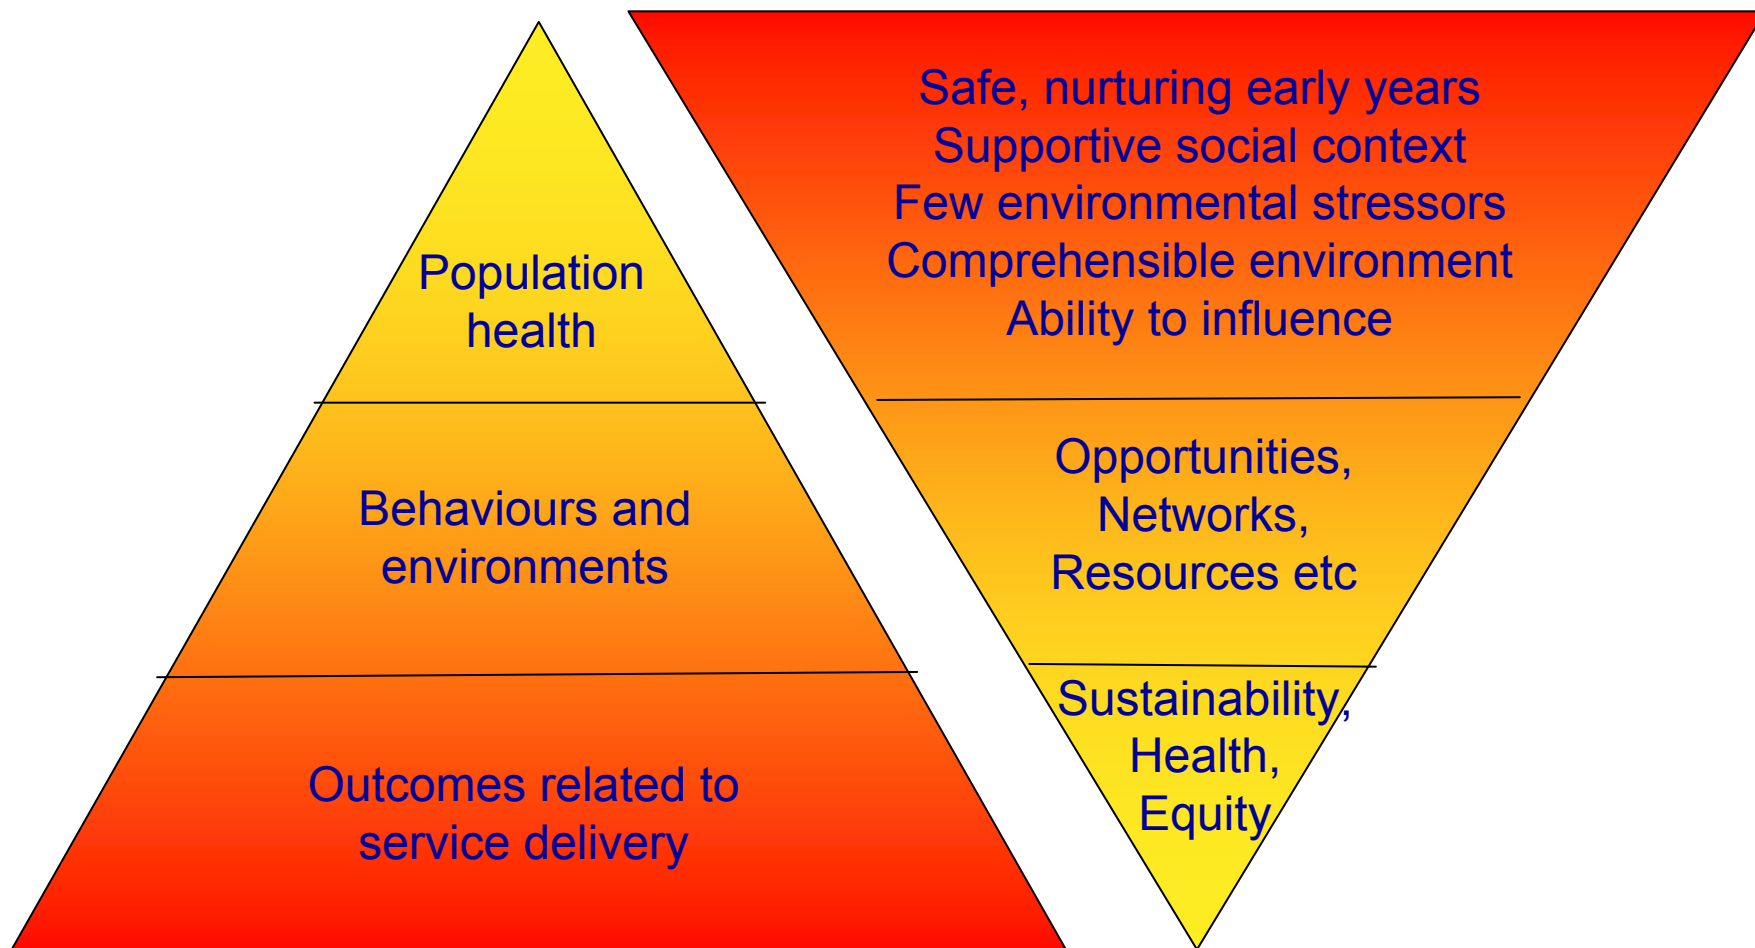 Population
health
Behaviours and
environments
Outcomes related to
service delivery
Safe, nurturing early years
Supportive social context
Few environmental stressors
Comprehensible environment
Ability to influence
Opportunities,
Networks,
Resources etc
Sustainability,
Health,
Equity